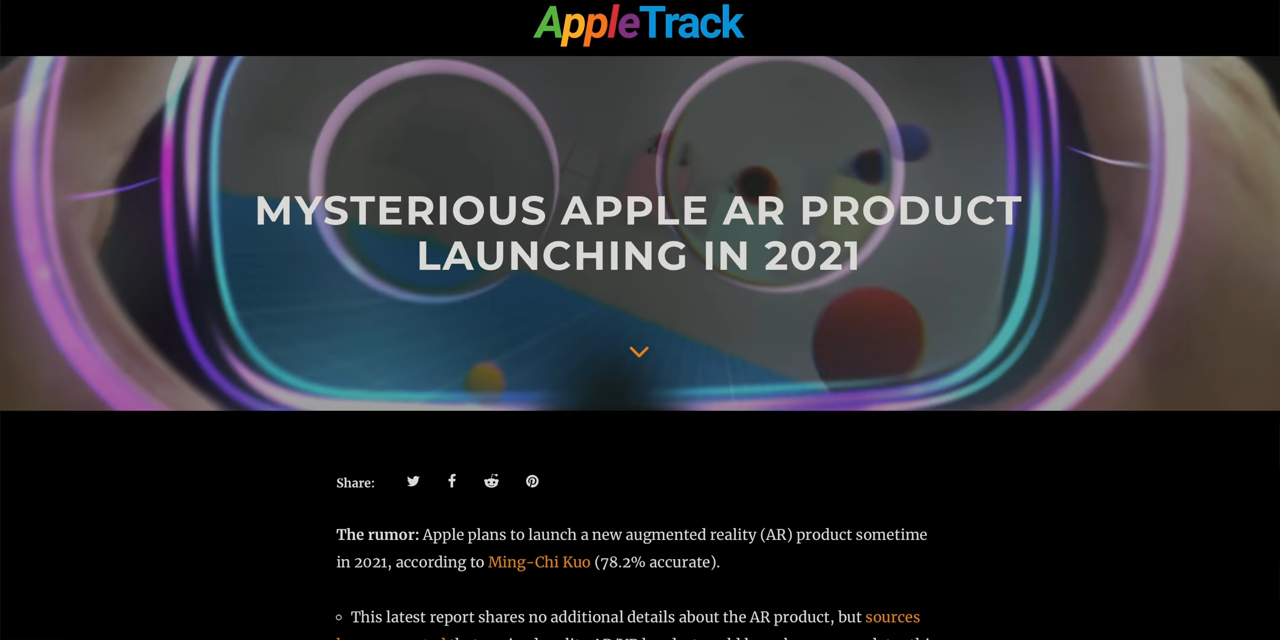 AppleTrack
MYSTERIOUS APPLE AR PRODUCT
LAUNCHING IN 2021
Share:
The rumor: Apple plans to launch a new augmented reality (AR) product sometime
in 2021, according to Ming-Chi Kuo (78.2% accurate).
This latest report shares no additional details about the AR product, but sources